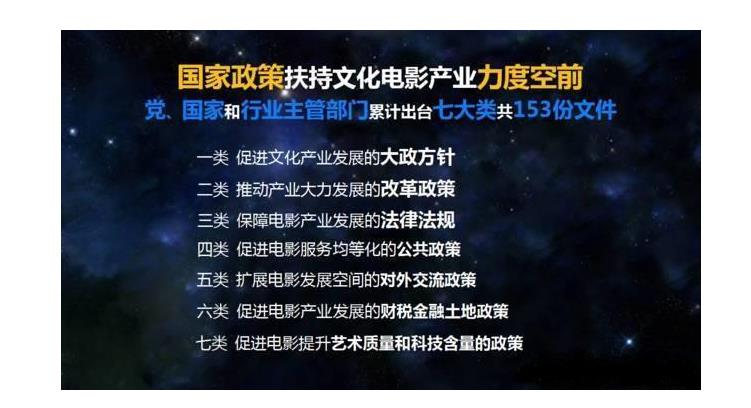 国家政策扶持文化电影产业力度空前
党、国家和行业主管部门累计出台七大类共153份文件
一类 促进文化产业发展的大政方针
二类 推动产业大力发展的改革政策
三类 保障电影产业发展的法律法规
四类 促进电影服务均等化的公共政策
五类 扩展电影发展空间的对外交流政策
六类 促进电影产业发展的财税金融土地政策
七类 促进电影提升艺术质量和科技含量的政策